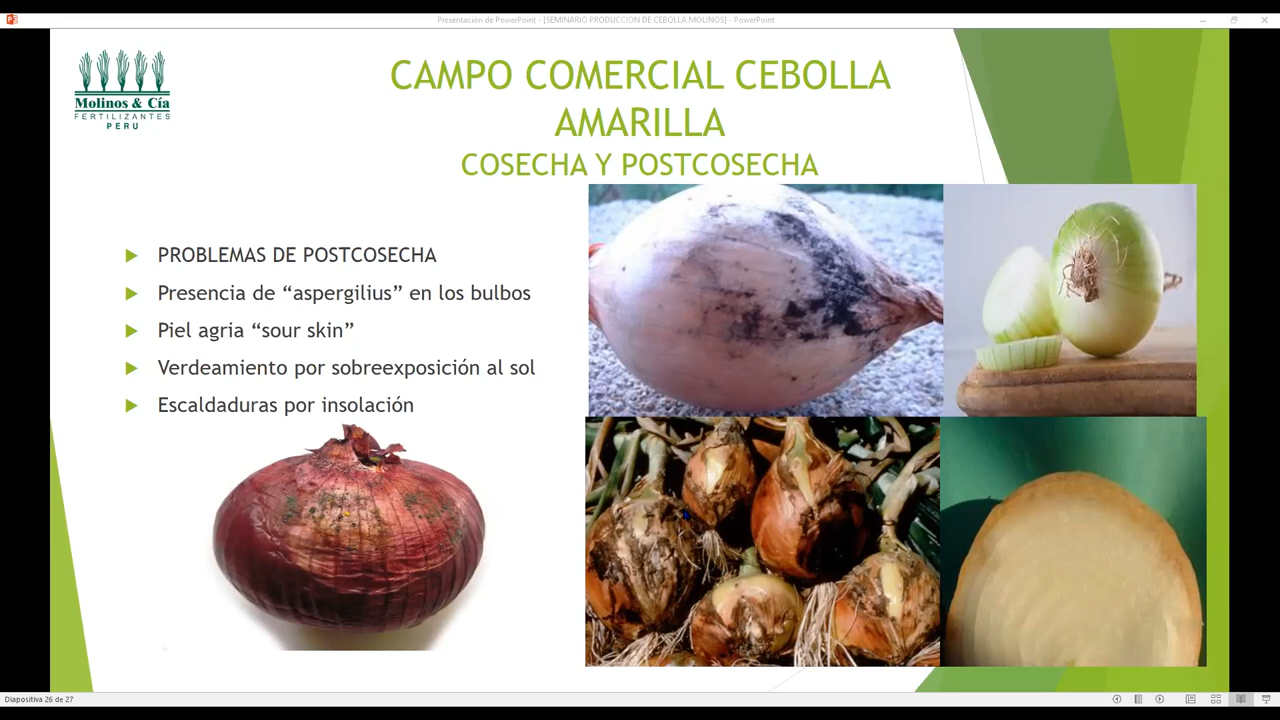 Presentación de PowerPoint - [SEMINARIO PRODUCCION DE CEBOLLA MOLINOS] - PowerPoint
Molinos & Cía
FERTILIZANTES
PERU
CAMPO COMERCIAL CEBOLLA
AMARILLA
COSECHA Y POSTCOSECHA
PROBLEMAS DE POSTCOSECHA
Presencia de “aspergilius” en los bulbos
Piel agria “sour skin”
Verdeamiento por sobreexposición al sol
Escaldaduras por insolación
Diapositiva 26 de 27